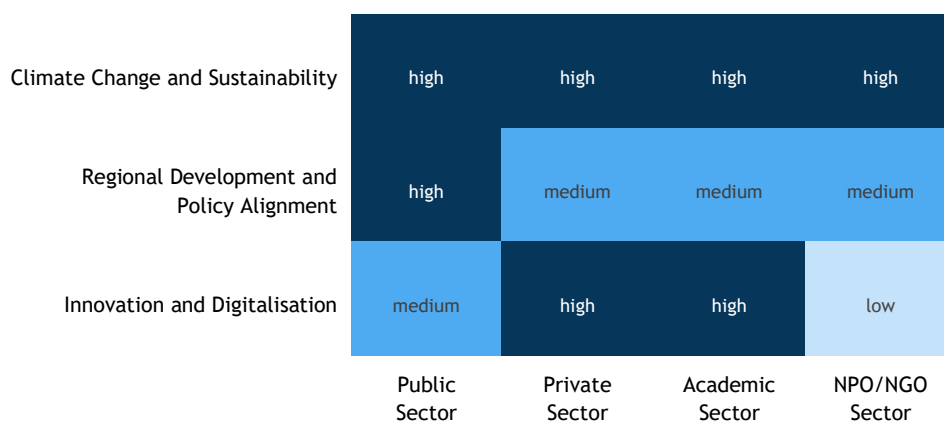 Climate Change and Sustainability
high
high
high
high
Regional Development and
Policy Alignment
high
medium
medium
medium
Innovation and Digitalisation
medium
high
high
low
Public
Sector
Private
Sector
Academic
Sector
NPO/NGO
Sector